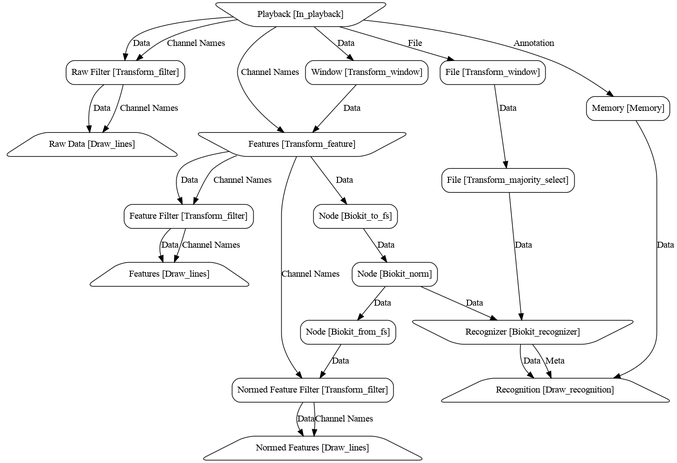 Playback [In_playback]
Data
Channel Names
Channel Names
Data
File
Annotation
Raw Filter [Transform_filter]
Window [Transform_window]
File [Transform_window]
Memory [Memory]
Data
Channel Names
Data
Data
Raw Data [Draw_lines]
Features [Transform_feature]
Data
Channel Names
Data
File [Transform_majority_select]
Feature Filter [Transform_filter]
Node [Biokit_to_fs]
Data
Channel Names
Data
Data
Data
Features [Draw_lines]
Channel Names
Node [Biokit_norm]
Data
Data
Node [Biokit_from_fs]
Recognizer [Biokit_recognizer]
Data
Data
Meta
Normed Feature Filter [Transform_filter]
Recognition [Draw_recognition]
Data
Channel Names
Normed Features [Draw_lines]